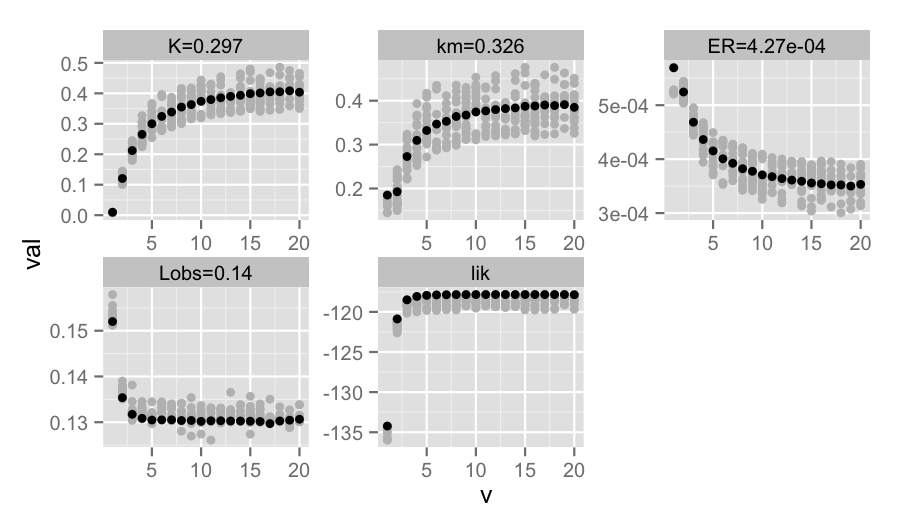 K=0.297
km=0.326
ER=4.27e-04
0.5
0.4
0.3
0.2
0.1
0.0
0.4
0.3
0.2
5e-04
4e-04
3e-04
5 10 15 20
5 10 15 20
5 10 15 20
val
Lobs=0.14
lik
0.15
0.14
0.13
-120
-125
-130
-135
5 10 15 20
5 10 15 20
v